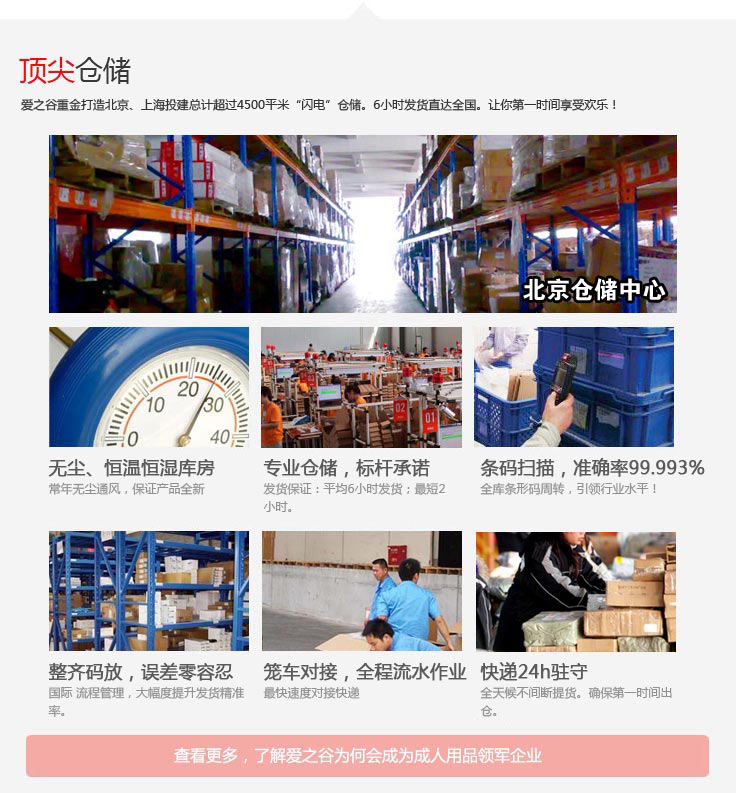 顶尖仓储
爱之谷重金打造北京、上海投建总计超过4500平米“闪电”仓储。6小时发货直达全国。让你第一时间享受欢乐！
北京仓储中心
0 10 20 30 40
02 01
无尘、恒温恒湿库房
常年无尘通风，保证产品全新
专业仓储，标杆承诺
发货保证：平均6小时发货；最短2
小时。
条码扫描，准确率99.993%
全库条形码周转，引领行业水平！
整齐码放，误差零容忍
国际 流程管理，大幅度提升发货精准
率。
笼车对接，全程流水作业
最快速度对接快递
快递24h驻守
全天候不间断提货。确保第一时间出
仓。
查看更多，了解爱之谷为何会成为成人用品领军企业